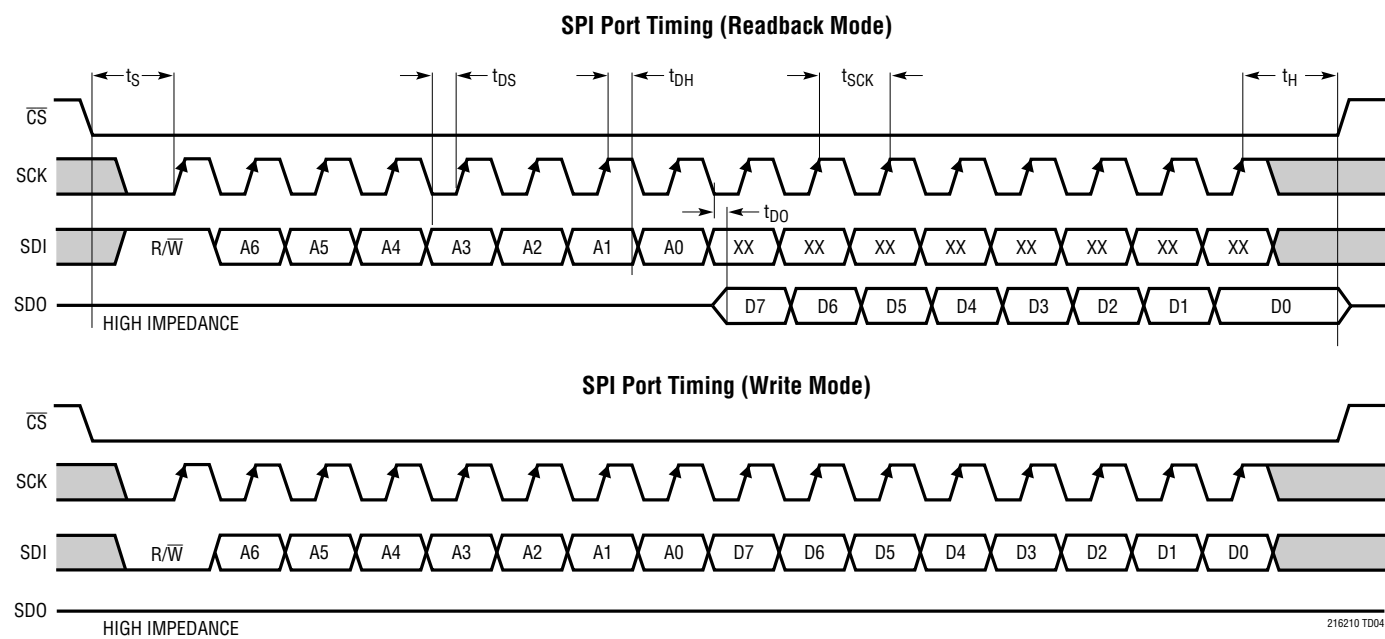 SPI Port Timing (Readback Mode)
tS tDS tDH tSCK tH
C̅S̅
SCK
tDO
SDI R/W̅ A6 A5 A4 A3 A2 A1 A0 XX XX XX XX XX XX XX XX
SDO D7 D6 D5 D4 D3 D2 D1 D0
HIGH IMPEDANCE
SPI Port Timing (Write Mode)
C̅S̅
SCK
SDI R/W̅ A6 A5 A4 A3 A2 A1 A0 D7 D6 D5 D4 D3 D2 D1 D0
SDO
HIGH IMPEDANCE
216210 TD04